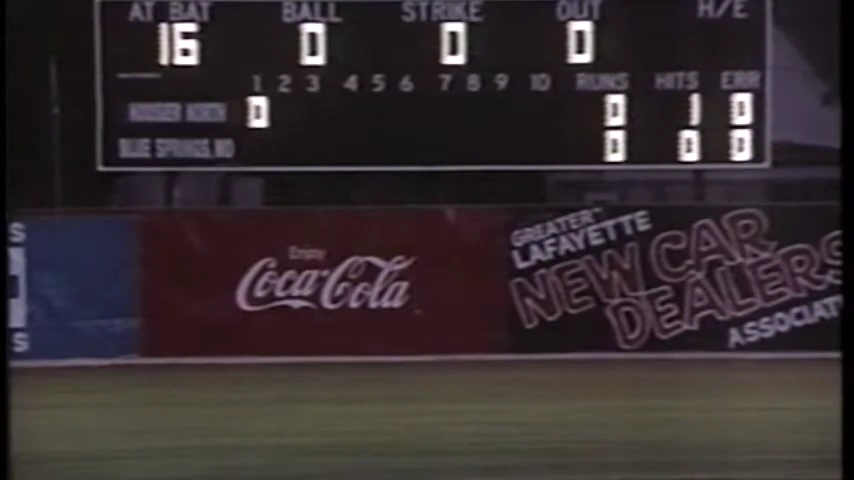 AT BAT BALL STRIKE OUT H/E
16 0 0 0
1 2 3 4 5 6 7 8 9 10 RUNS HITS ERR
0 0 1 0
BLUE SPRINGS, MO 0 0 0
S
S
Enjoy
Coca-Cola
GREATER
LAFAYETTE
NEW CAR
DEALERS
ASSOCIAT